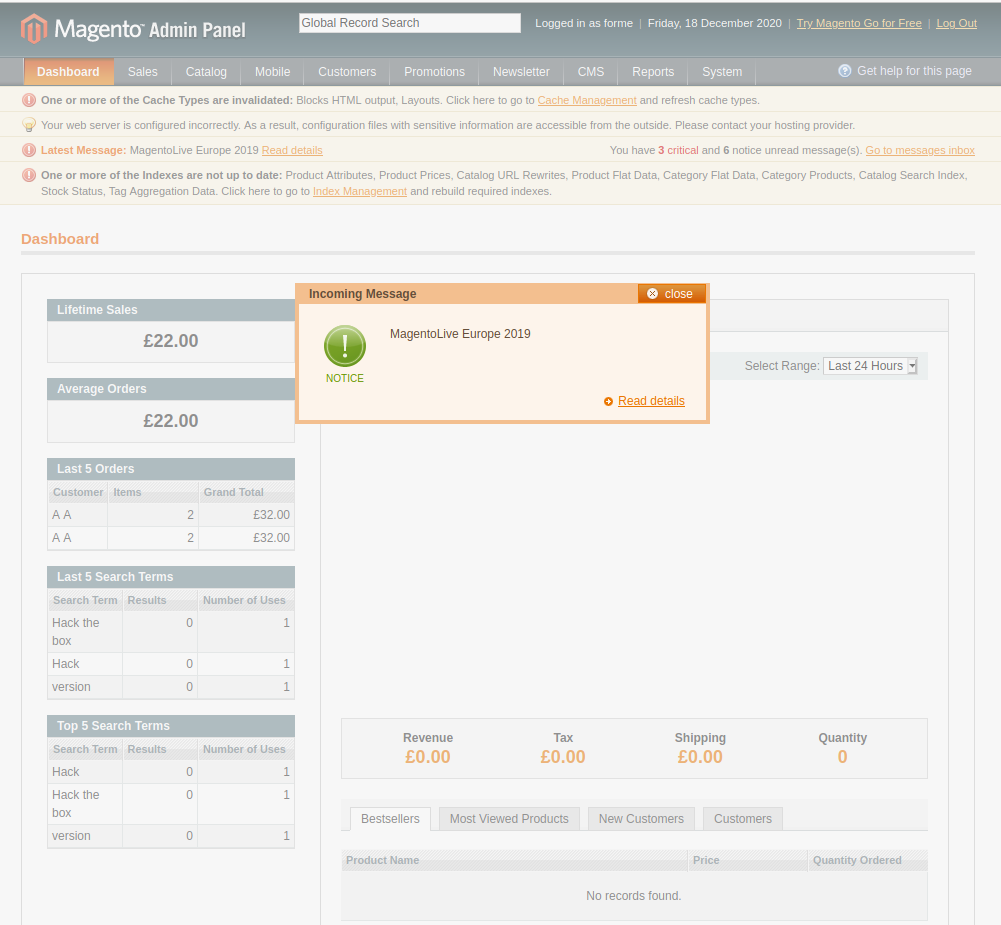 Magento™ Admin Panel
Global Record Search
Logged in as forme | Friday, 18 December 2020 | Try Magento Go for Free | Log Out
Dashboard Sales Catalog Mobile Customers Promotions Newsletter CMS Reports System Get help for this page
One or more of the Cache Types are invalidated: Blocks HTML output, Layouts. Click here to go to Cache Management and refresh cache types.
Your web server is configured incorrectly. As a result, configuration files with sensitive information are accessible from the outside. Please contact your hosting provider.
Latest Message: MagentoLive Europe 2019 Read details You have 3 critical and 6 notice unread message(s). Go to messages inbox
One or more of the Indexes are not up to date: Product Attributes, Product Prices, Catalog URL Rewrites, Product Flat Data, Category Flat Data, Category Products, Catalog Search Index,
Stock Status, Tag Aggregation Data. Click here to go to Index Management and rebuild required indexes.
Dashboard
Incoming Message
close
MagentoLive Europe 2019
NOTICE
Read details
Lifetime Sales
£22.00
Average Orders
£22.00
Last 5 Orders
Customer Items Grand Total
A A 2 £32.00
A A 2 £32.00
Last 5 Search Terms
Search Term Results Number of Uses
Hack the 0 1
box
Hack 0 1
version 0 1
Top 5 Search Terms
Search Term Results Number of Uses
Hack 0 1
Hack the 0 1
box
version 0 1
Select Range: Last 24 Hours
Revenue Tax Shipping Quantity
£0.00 £0.00 £0.00 0
Bestsellers Most Viewed Products New Customers Customers
Product Name Price Quantity Ordered
No records found.